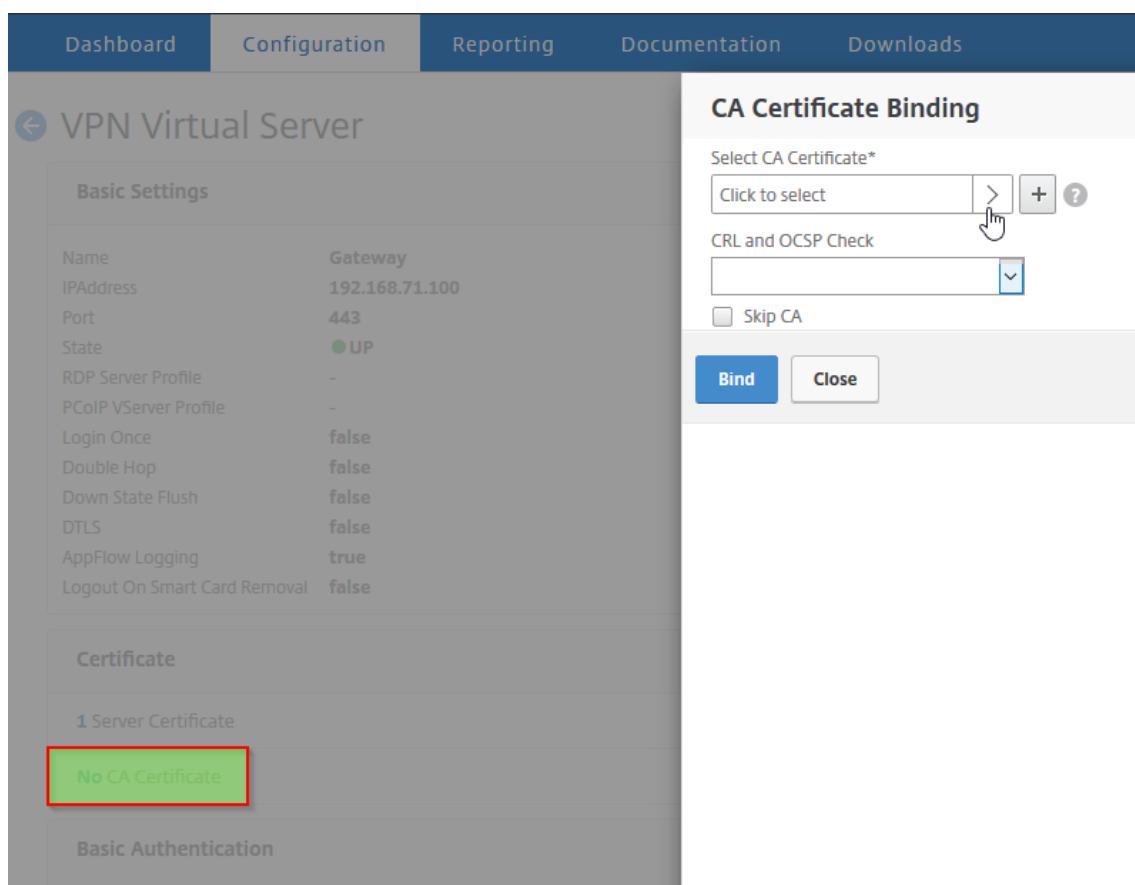 Dashboard Configuration Reporting Documentation Downloads
VPN Virtual Server
Basic Settings
Name Gateway
IPAddress 192.168.71.100
Port 443
State UP
RDP Server Profile -
PCoIP VServer Profile -
Login Once false
Double Hop false
Down State Flush false
DTLS false
AppFlow Logging true
Logout On Smart Card Removal false
Certificate
1 Server Certificate
No CA Certificate
Basic Authentication
CA Certificate Binding
Select CA Certificate*
Click to select > + ?
CRL and OCSP Check
Skip CA
Bind Close